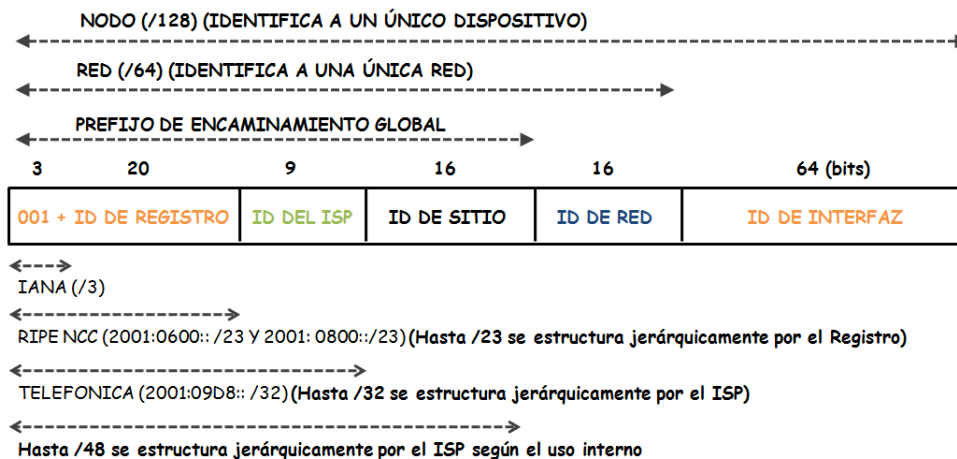 NODO (/128) (IDENTIFICA A UN ÚNICO DISPOSITIVO)
RED (/64) (IDENTIFICA A UNA ÚNICA RED)
PREFIJO DE ENCAMINAMIENTO GLOBAL
3 20 9 16 16 64 (bits)
001 + ID DE REGISTRO ID DEL ISP ID DE SITIO ID DE RED ID DE INTERFAZ
IANA (/3)
RIPE NCC (2001:0600:: /23 Y 2001: 0800::/23) (Hasta /23 se estructura jerárquicamente por el Registro)
TELEFONICA (2001:09D8:: /32) (Hasta /32 se estructura jerárquicamente por el ISP)
Hasta /48 se estructura jerárquicamente por el ISP según el uso interno